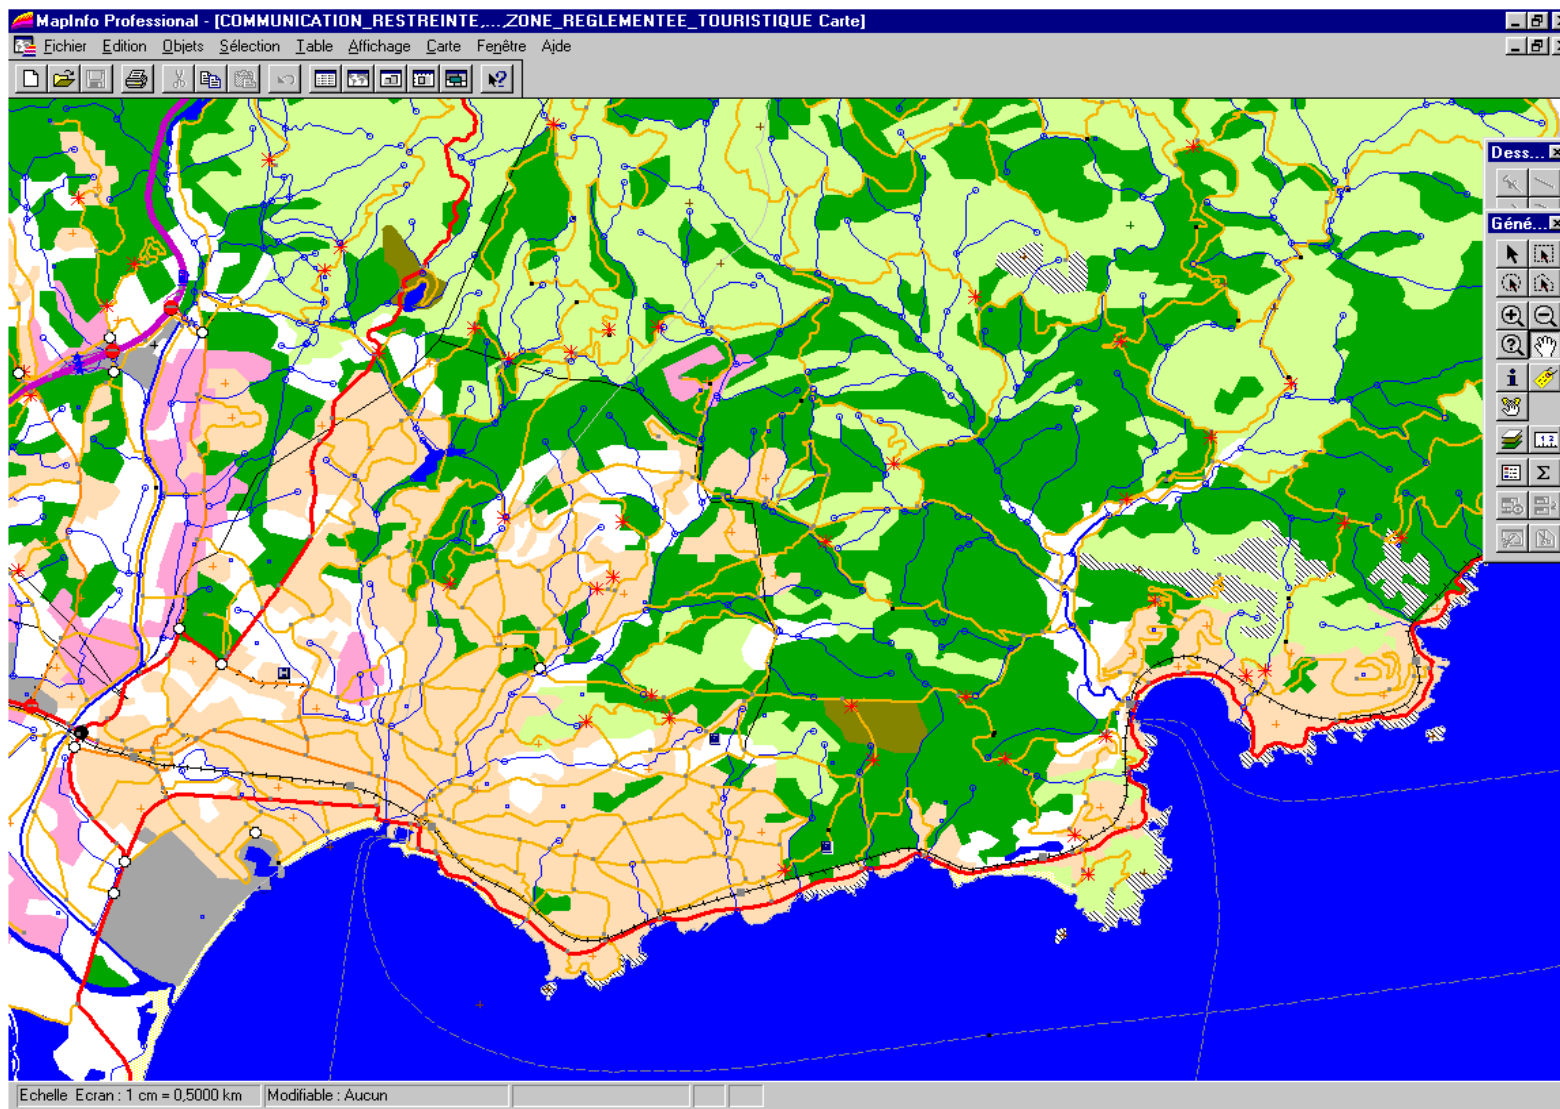 MapInfo Professional - [COMMUNICATION_RESTREINTE,...,ZONE_REGLEMENTEE_TOURISTIQUE Carte]
Fichier Edition Objets Sélection Table Affichage Carte Fenêtre Aide
Dess...
Géné...
Echelle Ecran : 1 cm = 0,5000 km Modifiable : Aucun